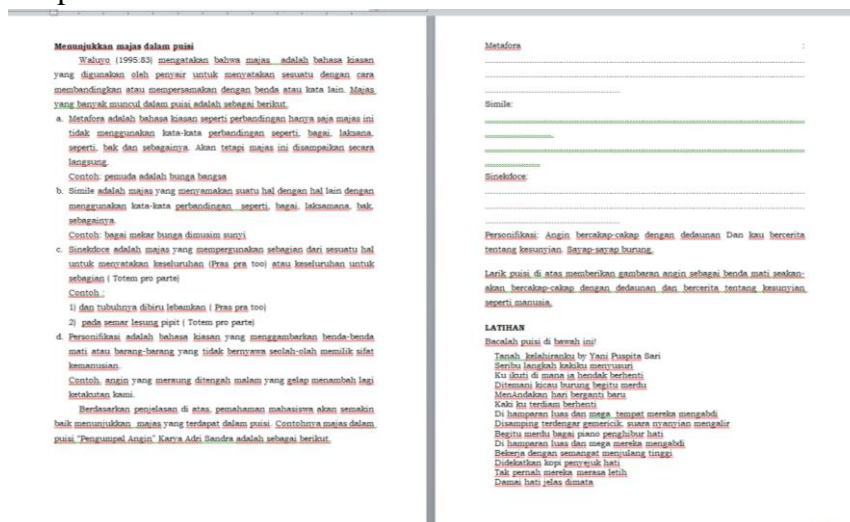 Menunjukkan majas dalam puisi
Waluyo (1995:83) mengatakan bahwa majas adalah bahasa kiasan
yang digunakan oleh penyair untuk menyatakan sesuatu dengan cara
membandingkan atau mempersamakan dengan benda atau kata lain. Majas
yang banyak muncul dalam puisi adalah sebagai berikut.
a. Metafora adalah bahasa kiasan seperti perbandingan hanya saja majas ini
tidak menggunakan kata-kata perbandingan seperti, bagai, laksana,
seperti, bak dan sebagainya. Akan tetapi majas ini disampaikan secara
langsung.
Contoh: pemuda adalah bunga bangsa
b. Simile adalah majas yang menyamakan suatu hal dengan hal lain dengan
menggunakan kata-kata perbandingan seperti, bagai, laksamana, bak,
sebagainya.
Contoh: bagai mekar bunga dimusim sunyi
c. Sinekdoce adalah majas yang mempergunakan sebagian dari sesuatu hal
untuk menyatakan keseluruhan (Pras pra too) atau keseluruhan untuk
sebagian ( Totem pro parte)
Contoh :
1) dan tubuhnya dibiru lebamkan ( Pras pra too)
2) pada semar lesung pipit ( Totem pro parte)
d. Personifikasi adalah bahasa kiasan yang menggambarkan benda-benda
mati atau barang-barang yang tidak bernyawa seolah-olah memilik sifat
kemanusian.
Contoh, angin yang meraung ditengah malam yang gelap menambah lagi
ketakutan kami.
Berdasarkan penjelasan di atas, pemahaman mahasiswa akan semakin
baik menunjukkan majas yang terdapat dalam puisi. Contohnya majas dalam
puisi "Pengumpal Angin" Karya Adri Sandra adalah sebagai berikut.
Metafora :
Simile:
Sinekdoce:
Personifikasi: Angin bercakap-cakap dengan dedaunan Dan kau bercerita
tentang kesunyian. Sayap-sayap burung.
Larik puisi di atas memberikan gambaran angin sebagai benda mati seakan-
akan bercakap-cakap dengan dedaunan dan bercerita tentang kesunyian
seperti manusia.
LATIHAN
Bacalah puisi di bawah ini!
Tanah kelahiranku by Yani Puspita Sari
Seribu langkah kakiku menyusuri
Ku ikuti di mana ia hendak berhenti
Ditemani kicau burung begitu merdu
MenAndakan hari berganti baru
Kaki ku terdiam berhenti
Di hamparan luas dan mega tempat mereka mengabdi
Disamping terdengar gemericik, suara nyanyian mengalir
Begitu merdu bagai piano penghibur hati
Di hamparan luas dan mega mereka mengabdi
Bekerja dengan semangat menjulang tinggi
Didekatkan kopi penyejuk hati
Tak pernah mereka merasa letih
Damai hati jelas dimata